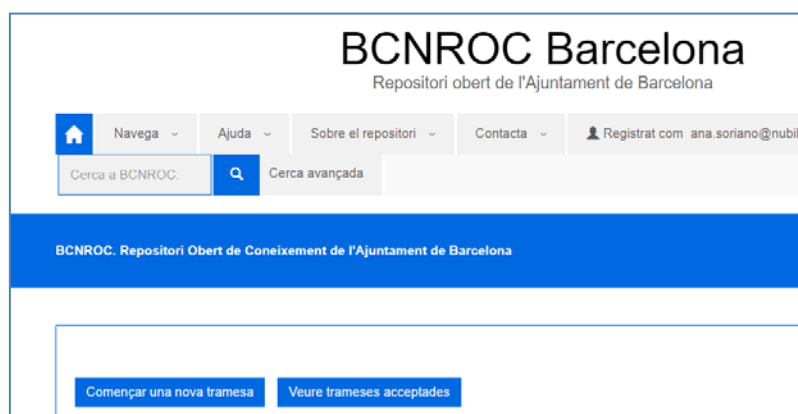 BCNROC Barcelona
Repositori obert de l'Ajuntament de Barcelona
Navega Ajuda Sobre el repositori Contacta Registrat com ana.soriano@nubil
Cerca a BCNROC. Cerca avançada
BCNROC. Repositori Obert de Coneixement de l'Ajuntament de Barcelona
Començar una nova tramesa Veure trameses acceptades